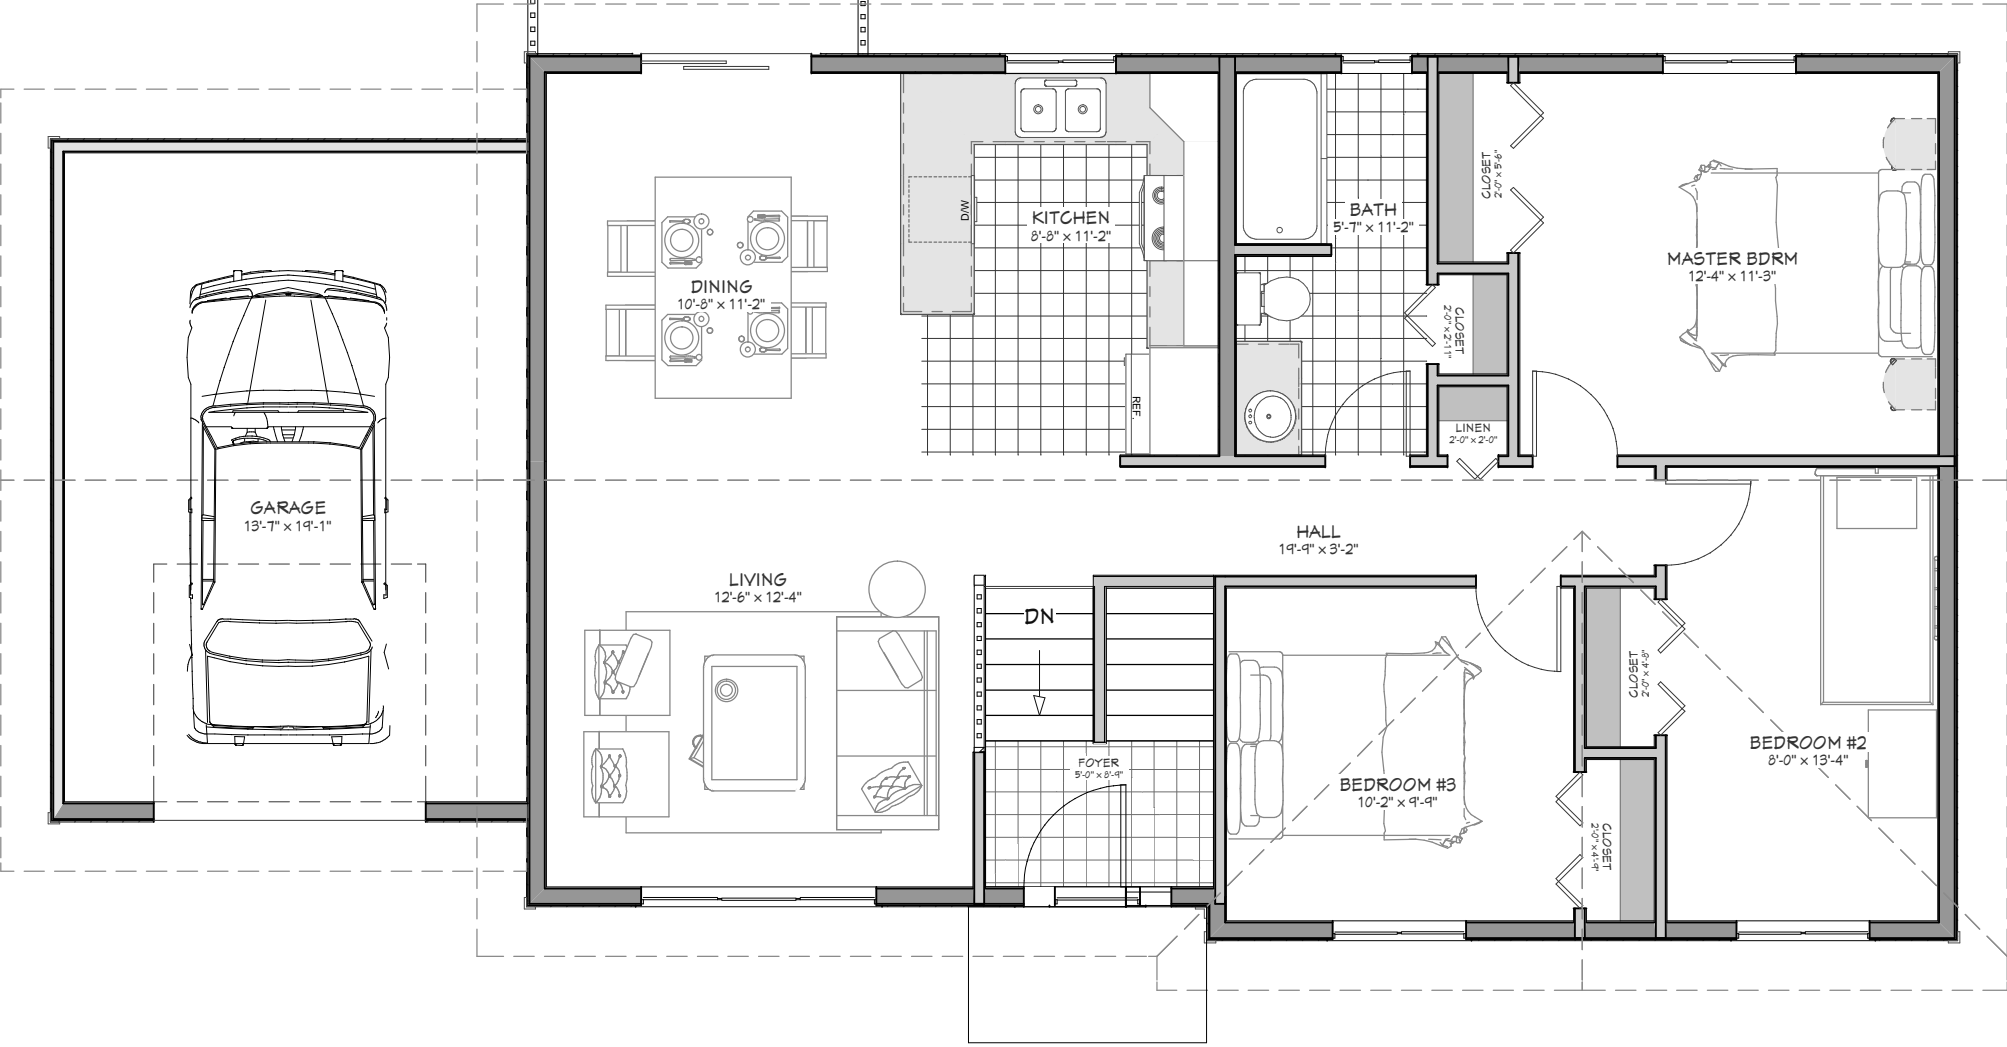 GARAGE
13'-7" x 19'-1"
DINING
10'-8" x 11'-2"
D/W
KITCHEN
8'-8" x 11'-2"
REF.
BATH
5'-7" x 11'-2"
CLOSET
2'-0" x 5'-6"
CLOSET
2'-0" x 2'-11"
LINEN
2'-0" x 2'-0"
MASTER BDRM
12'-4" x 11'-3"
HALL
19'-9" x 3'-2"
LIVING
12'-6" x 12'-4"
DN
FOYER
5'-0" x 8'-9"
BEDROOM #3
10'-2" x 9'-9"
CLOSET
2'-0" x 4'-8"
CLOSET
2'-0" x 4'-9"
BEDROOM #2
8'-0" x 13'-4"